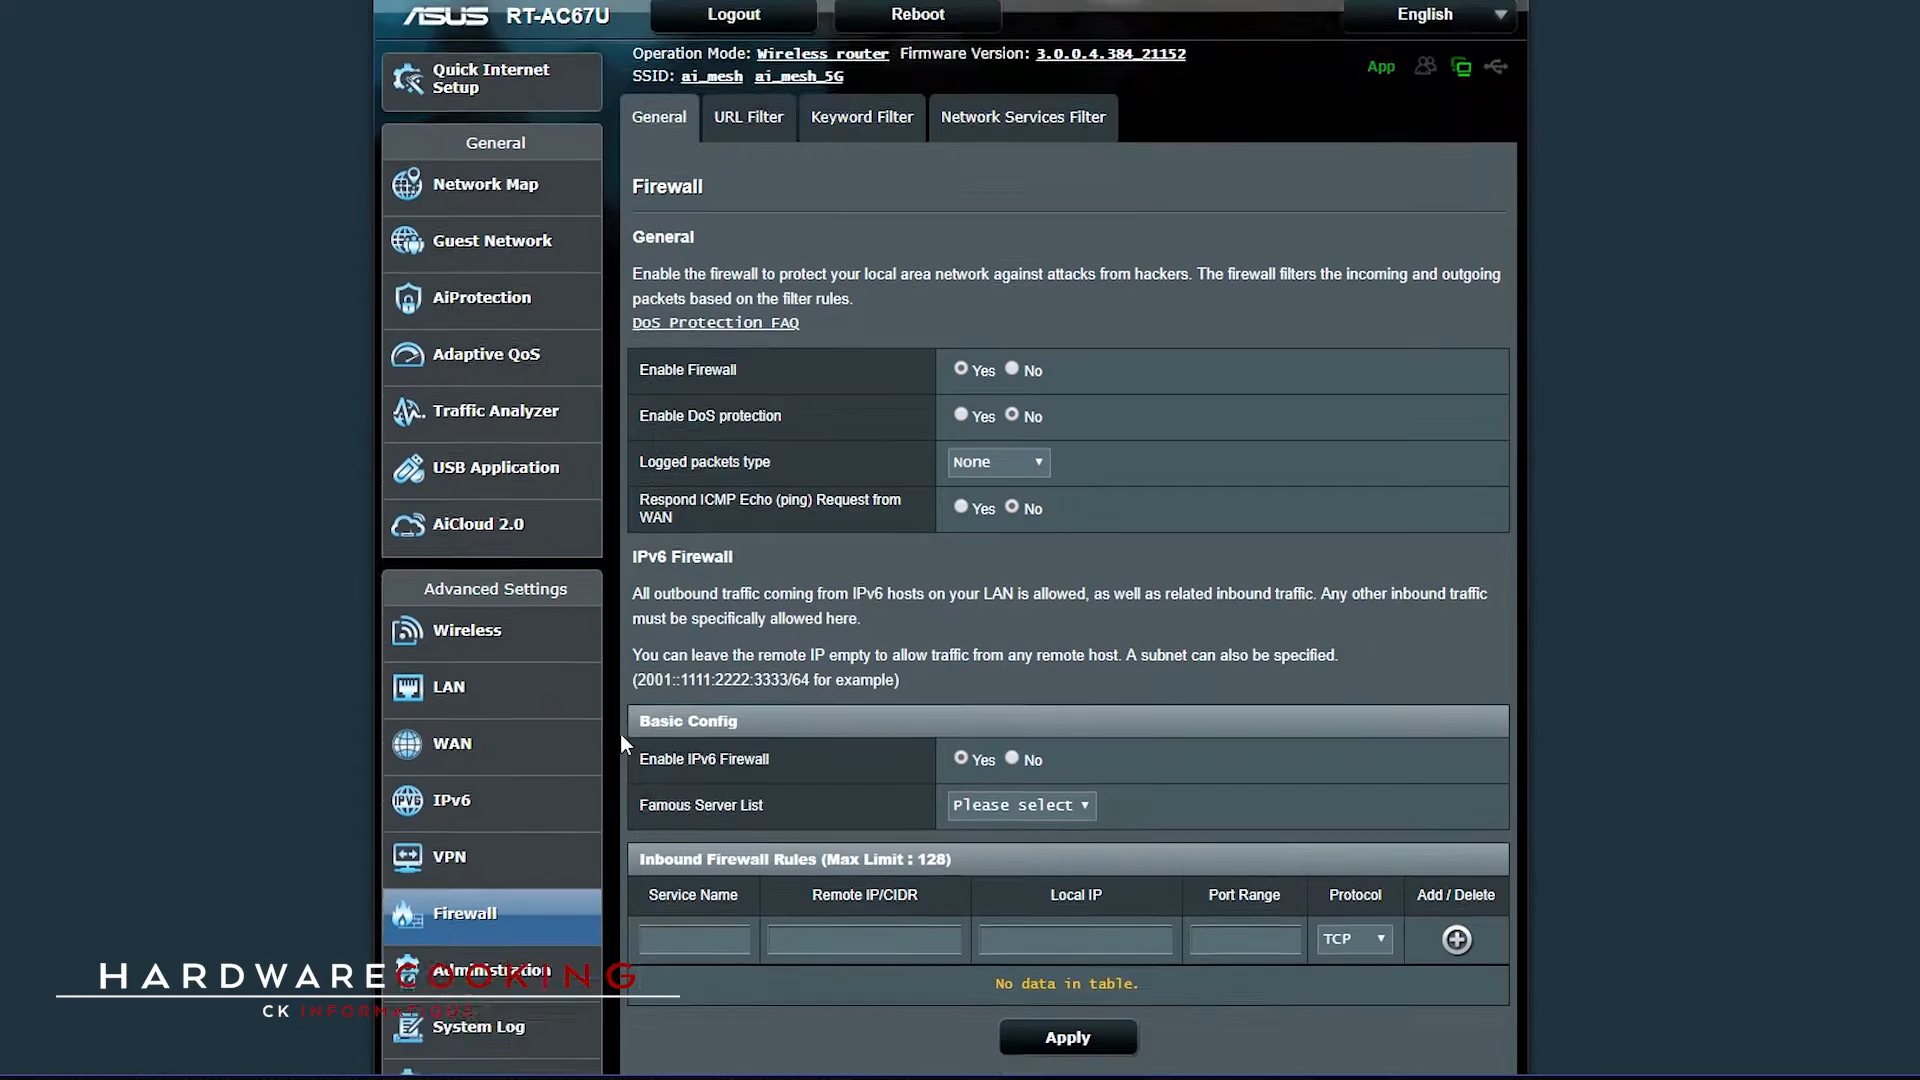 ASUS RT-AC67U Logout Reboot English
Operation Mode: Wireless router Firmware Version: 3.0.0.4.384_21152
SSID: ai_mesh ai_mesh_5G
App
Quick Internet
Setup
General
Network Map
Guest Network
AiProtection
Adaptive QoS
Traffic Analyzer
USB Application
AiCloud 2.0
Advanced Settings
Wireless
LAN
WAN
IPv6
VPN
Firewall
Administration
System Log
General URL Filter Keyword Filter Network Services Filter
Firewall
General
Enable the firewall to protect your local area network against attacks from hackers. The firewall filters the incoming and outgoing
packets based on the filter rules.
DoS Protection FAQ
Enable Firewall Yes No
Enable DoS protection Yes No
Logged packets type None
Respond ICMP Echo (ping) Request from
WAN Yes No
IPv6 Firewall
All outbound traffic coming from IPv6 hosts on your LAN is allowed, as well as related inbound traffic. Any other inbound traffic
must be specifically allowed here.
You can leave the remote IP empty to allow traffic from any remote host. A subnet can also be specified.
(2001::1111:2222:3333/64 for example)
Basic Config
Enable IPv6 Firewall Yes No
Famous Server List Please select
Inbound Firewall Rules (Max Limit : 128)
Service Name Remote IP/CIDR Local IP Port Range Protocol Add / Delete
TCP
No data in table.
Apply
HARDWARECOOKING
CK INFORMATIQUE